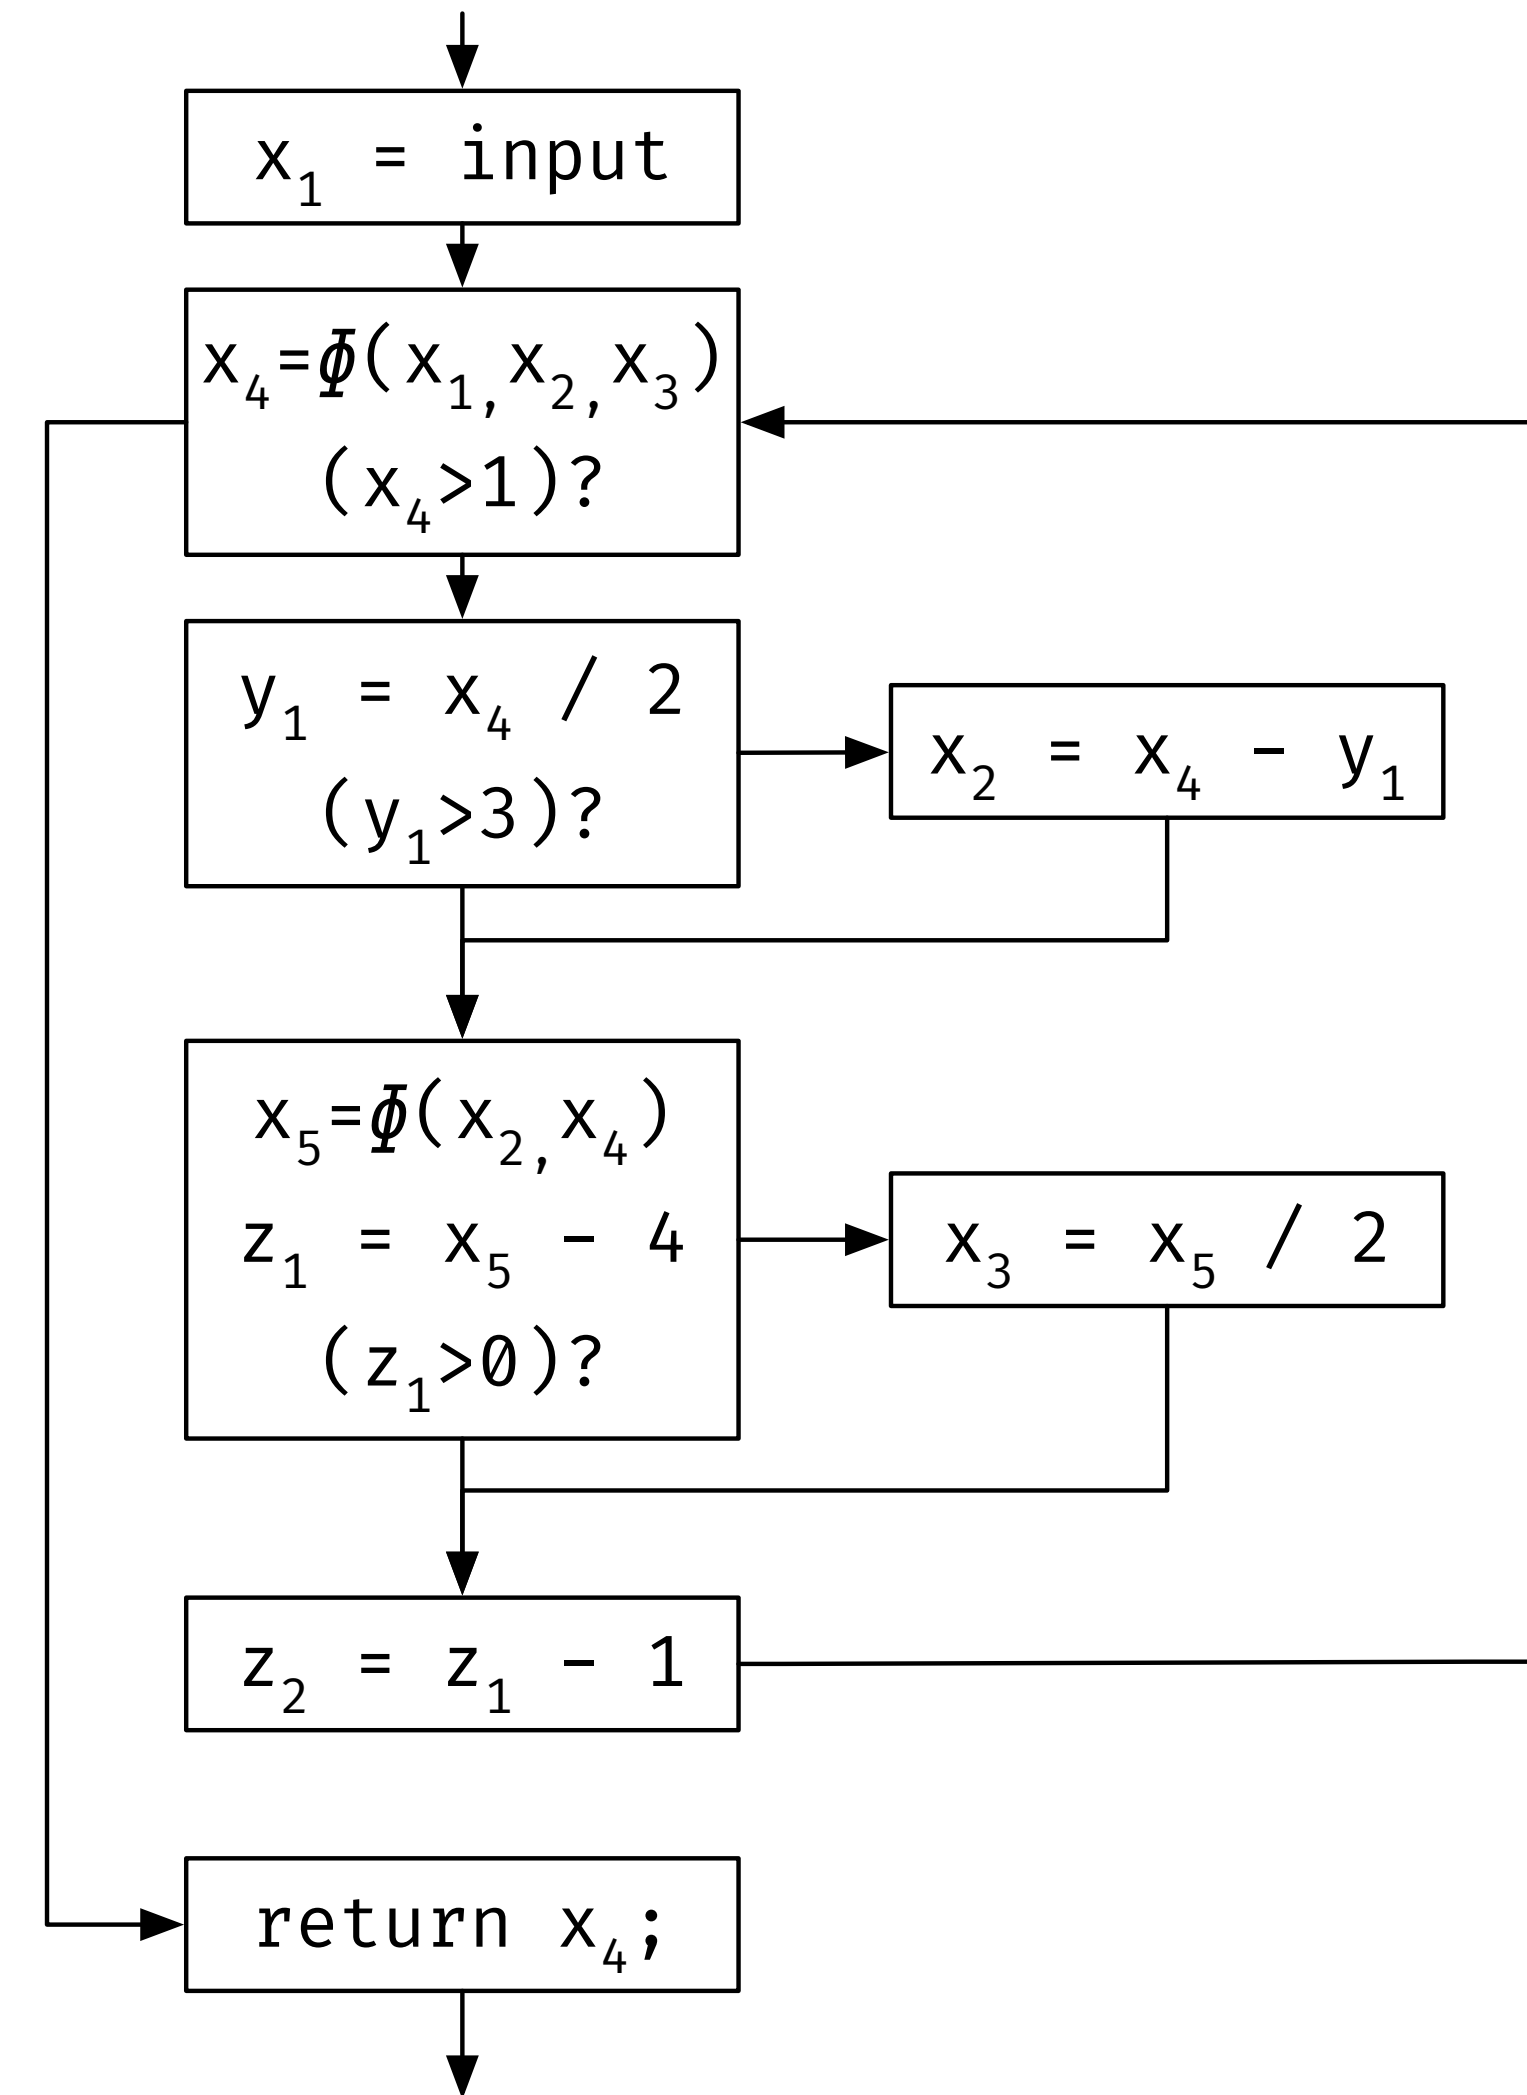 x₁ = input
x₄=ϕ(x₁,x₂,x₃)
(x₄>1)?
y₁ = x₄ / 2
(y₁>3)?
x₂ = x₄ - y₁
x₅=ϕ(x₂,x₄)
z₁ = x₅ - 4
(z₁>0)?
x₃ = x₅ / 2
z₂ = z₁ - 1
return x₄;